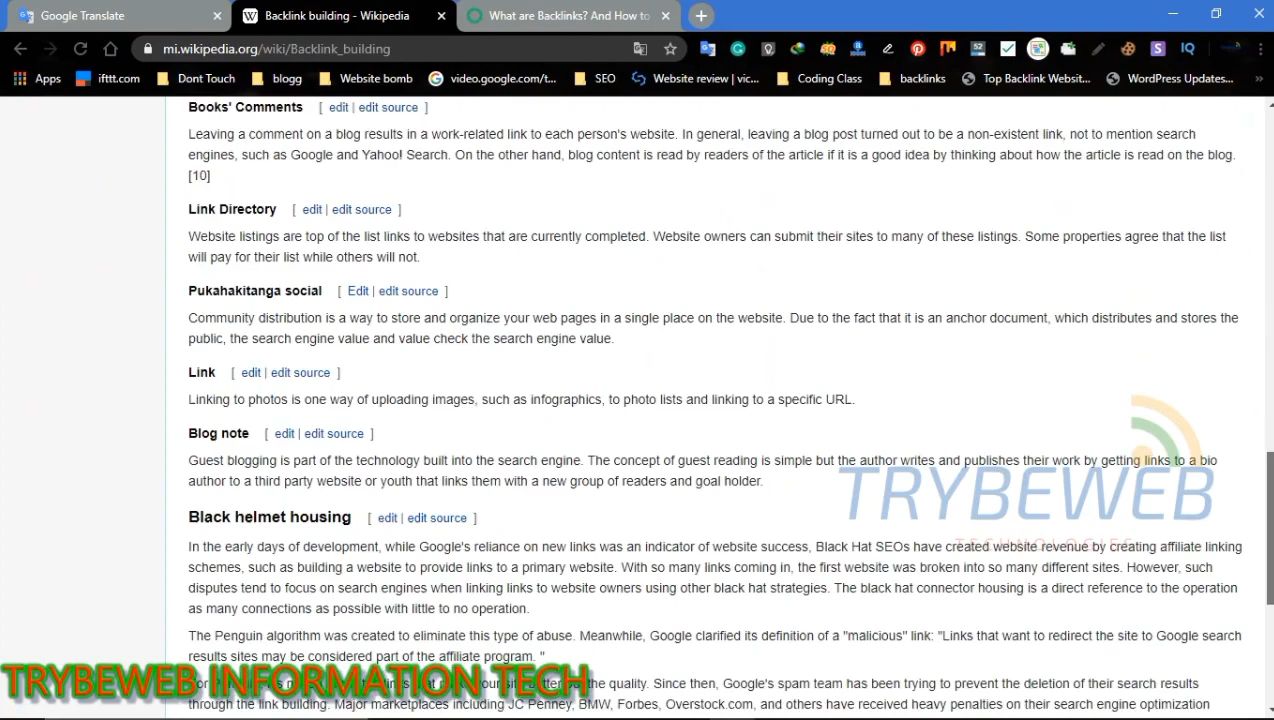 Google Translate
Backlink building - Wikipedia
What are Backlinks? And How to
mi.wikipedia.org/wiki/Backlink_building
Apps ifttt.com Dont Touch blogg Website bomb video.google.com/t... SEO Website review | vic... Coding Class backlinks Top Backlink Websit... WordPress Updates...
Books' Comments [ edit | edit source ]
Leaving a comment on a blog results in a work-related link to each person's website. In general, leaving a blog post turned out to be a non-existent link, not to mention search
engines, such as Google and Yahoo! Search. On the other hand, blog content is read by readers of the article if it is a good idea by thinking about how the article is read on the blog.
[10]
Link Directory [ edit | edit source ]
Website listings are top of the list links to websites that are currently completed. Website owners can submit their sites to many of these listings. Some properties agree that the list
will pay for their list while others will not.
Pukahakitanga social [ Edit | edit source ]
Community distribution is a way to store and organize your web pages in a single place on the website. Due to the fact that it is an anchor document, which distributes and stores the
public, the search engine value and value check the search engine value.
Link [ edit | edit source ]
Linking to photos is one way of uploading images, such as infographics, to photo lists and linking to a specific URL.
Blog note [ edit | edit source ]
Guest blogging is part of the technology built into the search engine. The concept of guest reading is simple but the author writes and publishes their work by getting links to a bio
author to a third party website or youth that links them with a new group of readers and goal holder.
TRYBEWEB
TECHNOLOGIES
Black helmet housing [ edit | edit source ]
In the early days of development, while Google's reliance on new links was an indicator of website success, Black Hat SEOs have created website revenue by creating affiliate linking
schemes, such as building a website to provide links to a primary website. With so many links coming in, the first website was broken into so many different sites. However, such
disputes tend to focus on search engines when linking links to website owners using other black hat strategies. The black hat connector housing is a direct reference to the operation
as many connections as possible with little to no operation.
The Penguin algorithm was created to eliminate this type of abuse. Meanwhile, Google clarified its definition of a "malicious" link: "Links that want to redirect the site to Google search
results sites may be considered part of the affiliate program. "
TRYBEWEB INFORMATION TECH
the quality. Since then, Google's spam team has been trying to prevent the deletion of their search results
through the link building. Major marketplaces including JC Penney, BMW, Forbes, Overstock.com, and others have received heavy penalties on their search engine optimization